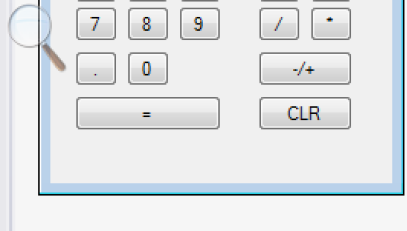 7 8 9 / *
. 0 -/+
= CLR